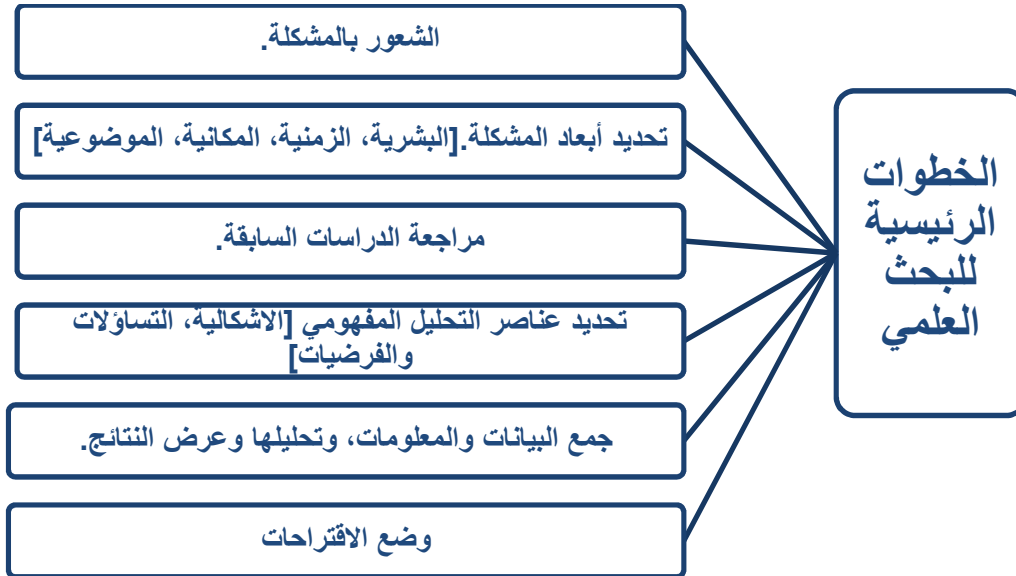 الخطوات
الرئيسية
للبحث
العلمي
الشعور بالمشكلة.
تحديد أبعاد المشكلة.[البشرية، الزمنية، المكانية، الموضوعية]
مراجعة الدراسات السابقة.
تحديد عناصر التحليل المفهومي [الاشكالية، التساؤلات
والفرضيات]
جمع البيانات والمعلومات، وتحليلها وعرض النتائج.
وضع الاقتراحات